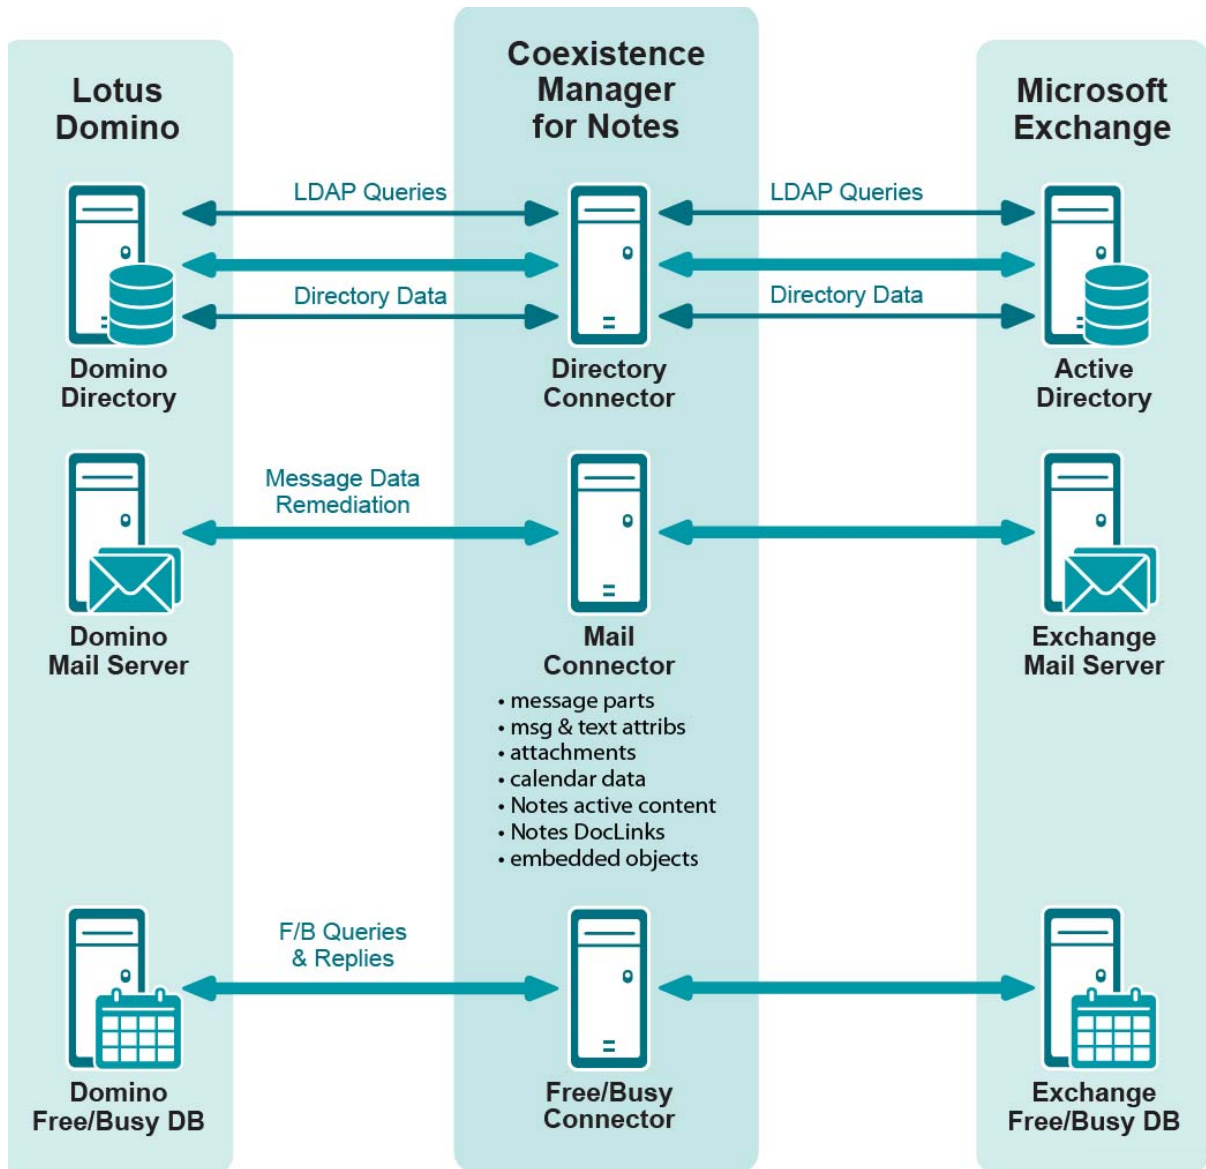 Lotus
Domino
Coexistence
Manager
for Notes
Microsoft
Exchange
LDAP Queries
LDAP Queries
Directory Data
Directory Data
Domino
Directory
Directory
Connector
Active
Directory
Message Data
Remediation
Domino
Mail Server
Mail
Connector
Exchange
Mail Server
• message parts
• msg & text attribs
• attachments
• calendar data
• Notes active content
• Notes DocLinks
• embedded objects
F/B Queries
& Replies
Domino
Free/Busy DB
Free/Busy
Connector
Exchange
Free/Busy DB